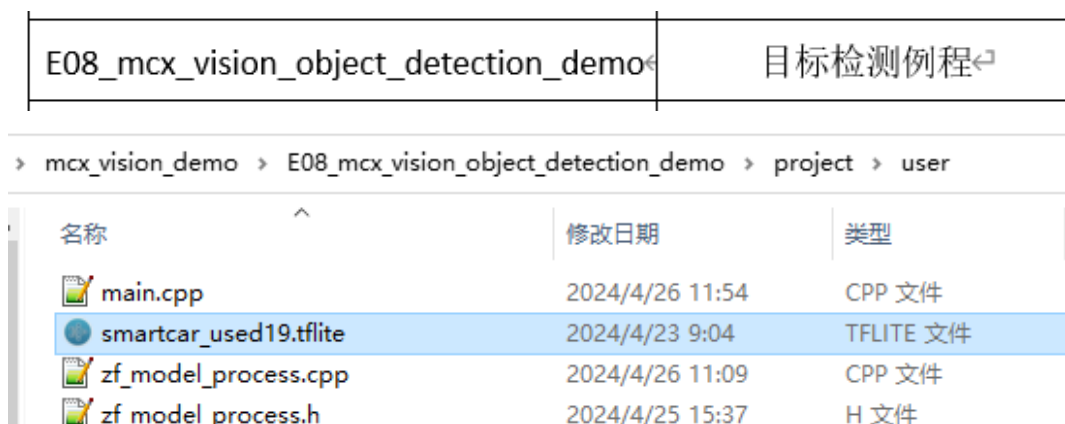 E08_mcx_vision_object_detection_demo↵ 目标检测例程↵
> mcx_vision_demo > E08_mcx_vision_object_detection_demo > project > user
名称 修改日期 类型
main.cpp 2024/4/26 11:54 CPP 文件
smartcar_used19.tflite 2024/4/23 9:04 TFLITE 文件
zf_model_process.cpp 2024/4/26 11:09 CPP 文件
zf_model_process.h 2024/4/25 15:37 H 文件